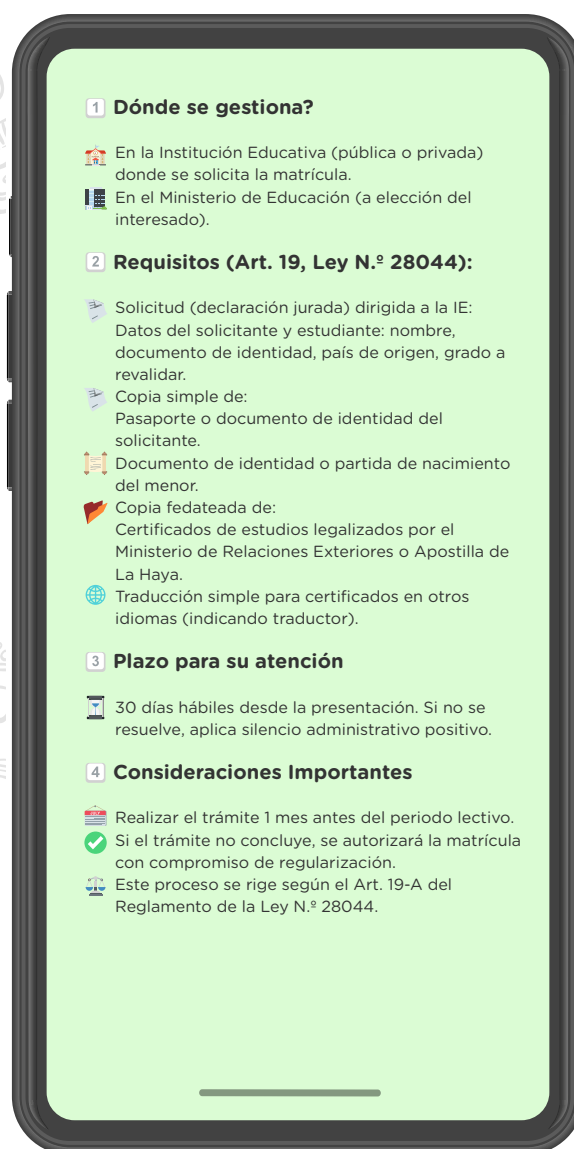 1 Dónde se gestiona?
En la Institución Educativa (pública o privada)
donde se solicita la matrícula.
En el Ministerio de Educación (a elección del
interesado).
2 Requisitos (Art. 19, Ley N.º 28044):
Solicitud (declaración jurada) dirigida a la IE:
Datos del solicitante y estudiante: nombre,
documento de identidad, país de origen, grado a
revalidar.
Copia simple de:
Pasaporte o documento de identidad del
solicitante.
Documento de identidad o partida de nacimiento
del menor.
Copia fedateada de:
Certificados de estudios legalizados por el
Ministerio de Relaciones Exteriores o Apostilla de
La Haya.
Traducción simple para certificados en otros
idiomas (indicando traductor).
3 Plazo para su atención
30 días hábiles desde la presentación. Si no se
resuelve, aplica silencio administrativo positivo.
4 Consideraciones Importantes
Realizar el trámite 1 mes antes del periodo lectivo.
Si el trámite no concluye, se autorizará la matrícula
con compromiso de regularización.
Este proceso se rige según el Art. 19-A del
Reglamento de la Ley N.º 28044.